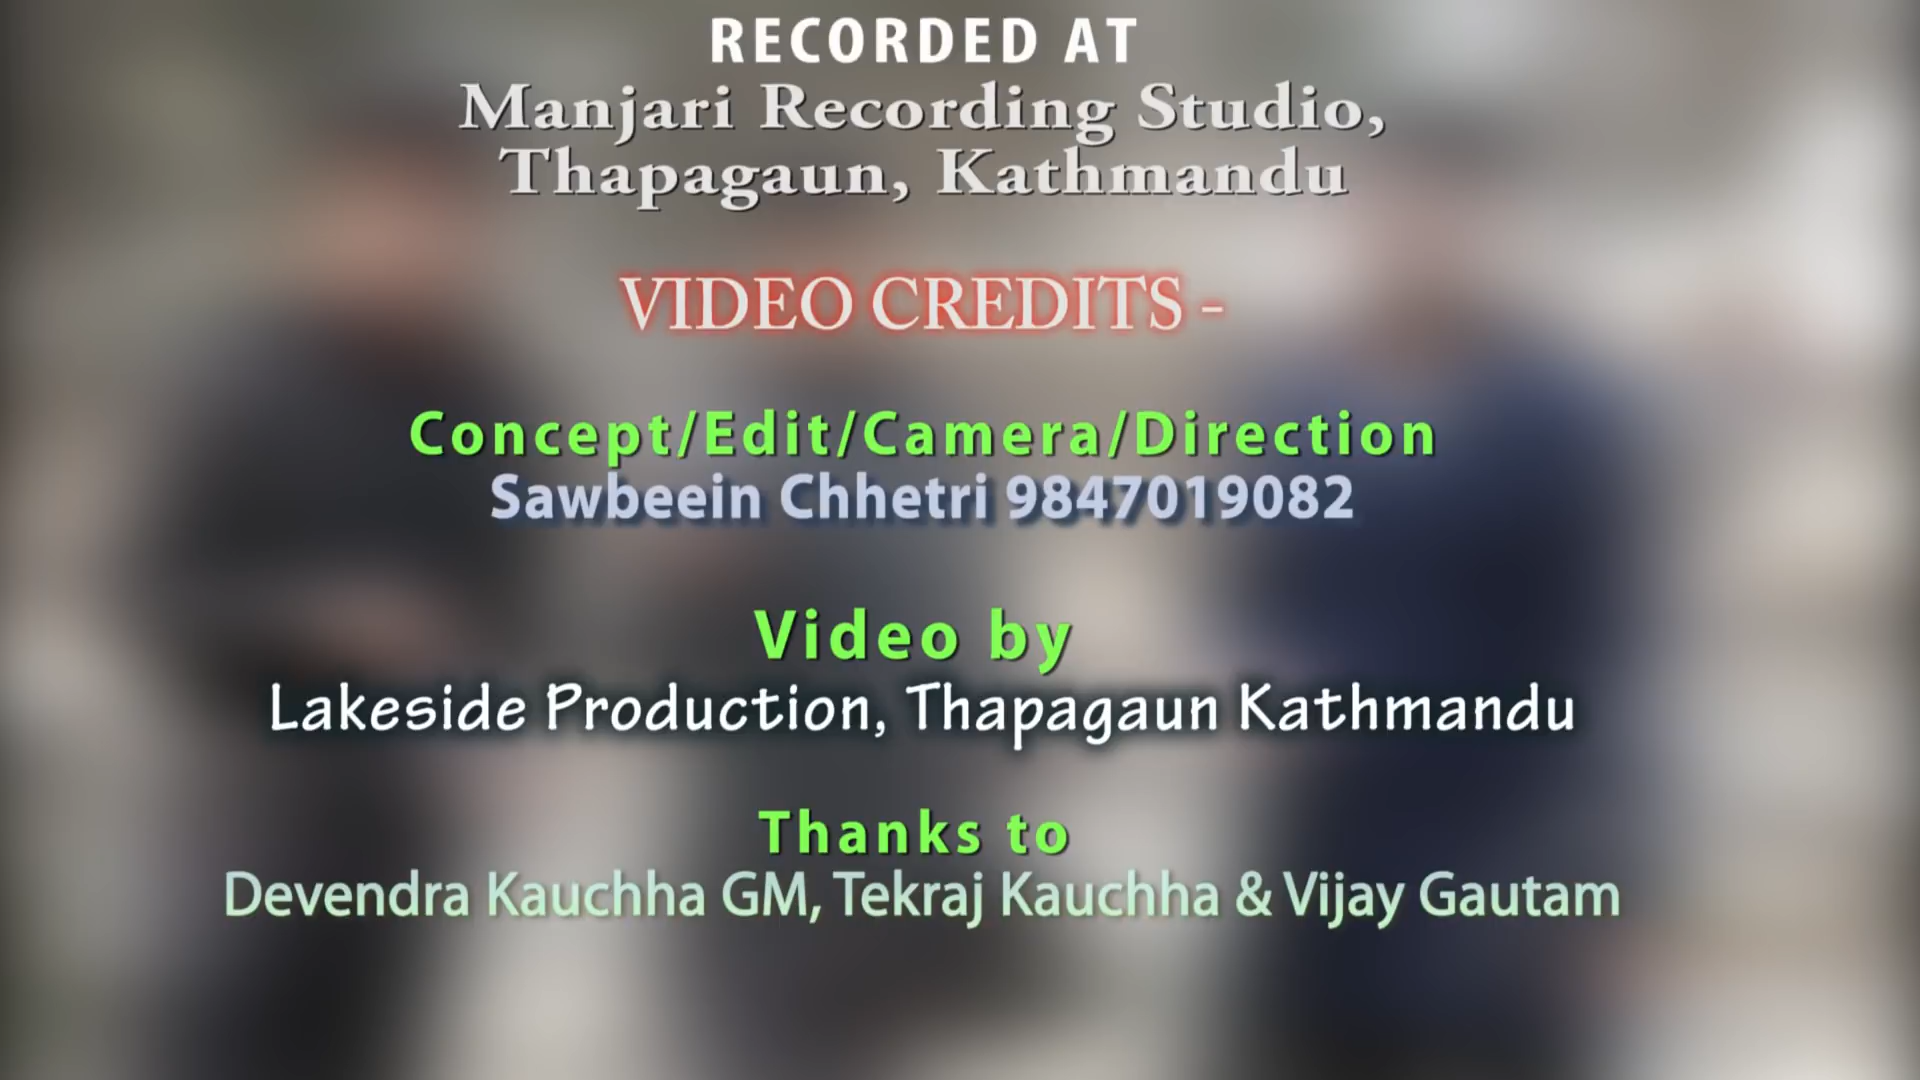 RECORDED AT
Manjari Recording Studio,
Thapagaun, Kathmandu
VIDEO CREDITS -
Concept/Edit/Camera/Direction
Sawbeein Chhetri 9847019082
Video by
Lakeside Production, Thapagaun Kathmandu
Thanks to
Devendra Kauchha GM, Tekraj Kauchha & Vijay Gautam